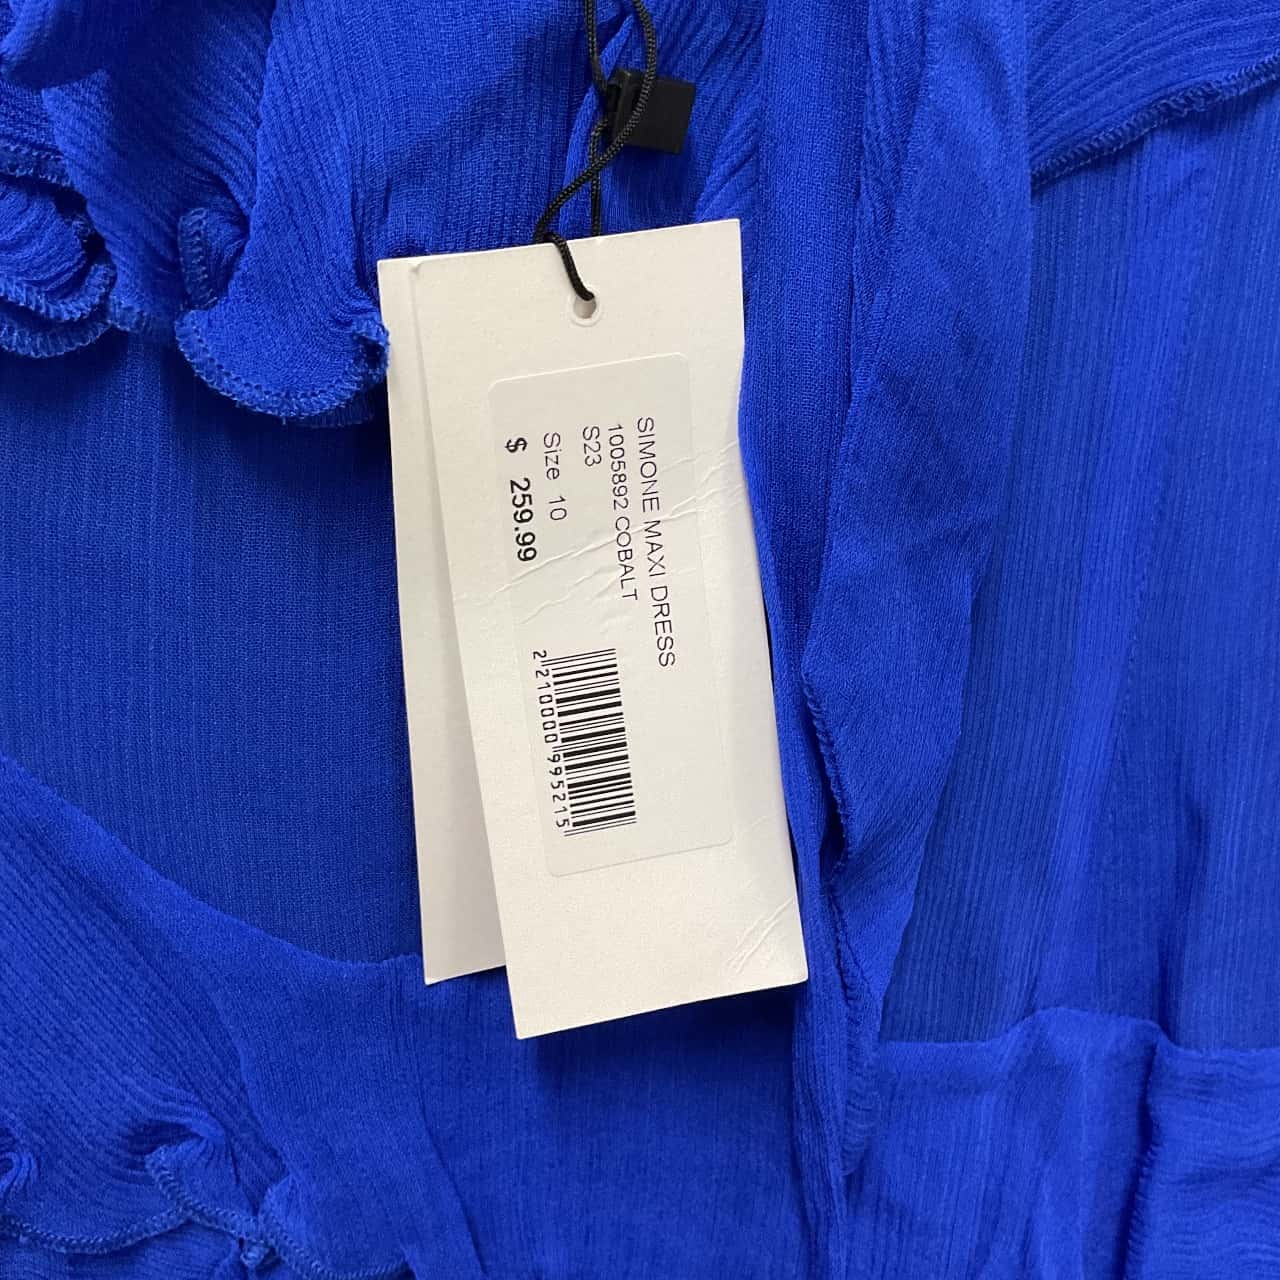 SIMONE MAXI DRESS
1005892 COBALT
S23
Size 10
$ 259.99
2210000995215